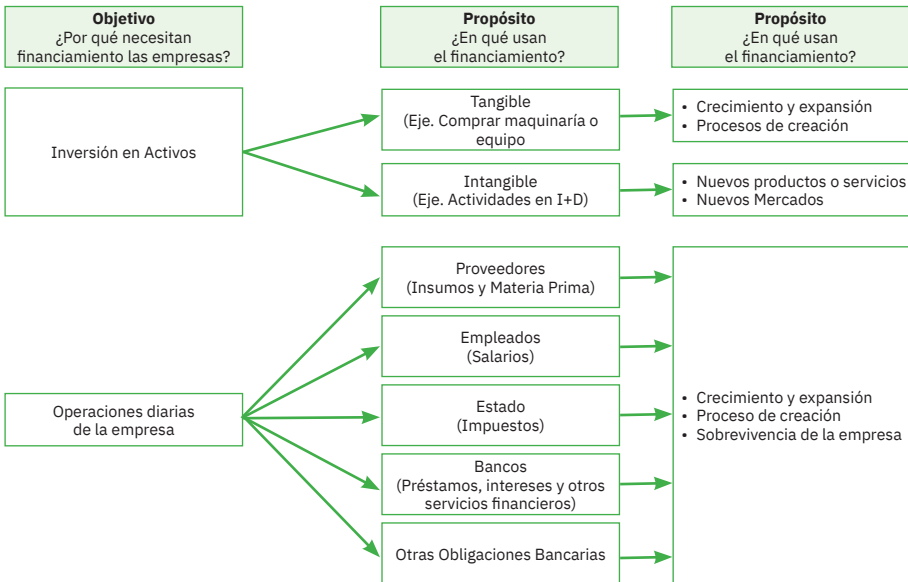 Objetivo
¿Por qué necesitan
financiamiento las empresas?
Propósito
¿En qué usan
el financiamiento?
Propósito
¿En qué usan
el financiamiento?
Inversión en Activos
Tangible
(Eje. Comprar maquinaría o
equipo
• Crecimiento y expansión
• Procesos de creación
Intangible
(Eje. Actividades en I+D)
• Nuevos productos o servicios
• Nuevos Mercados
Operaciones diarias
de la empresa
Proveedores
(Insumos y Materia Prima)
Empleados
(Salarios)
Estado
(Impuestos)
Bancos
(Préstamos, intereses y otros
servicios financieros)
Otras Obligaciones Bancarias
• Crecimiento y expansión
• Proceso de creación
• Sobrevivencia de la empresa